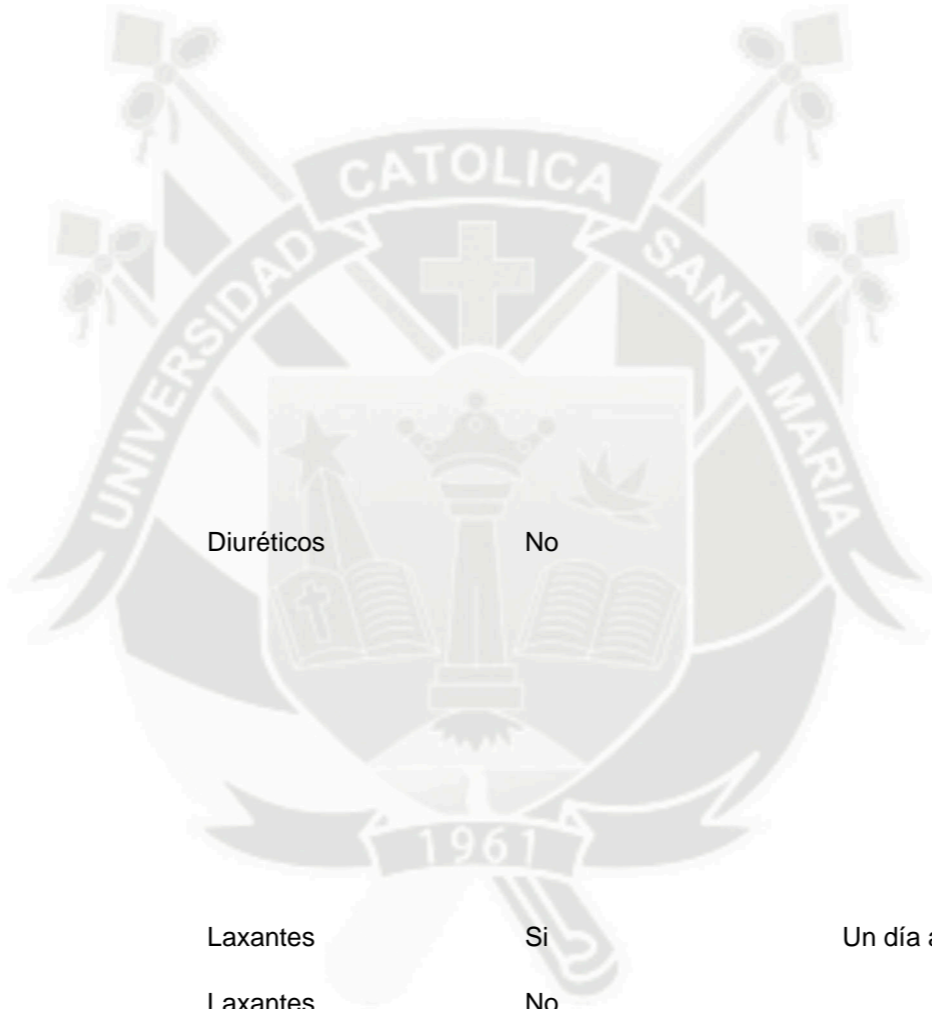 UNIVERSIDAD CATOLICA SANTA MARIA
Diuréticos No
1961
Laxantes Si Un día
Laxantes No